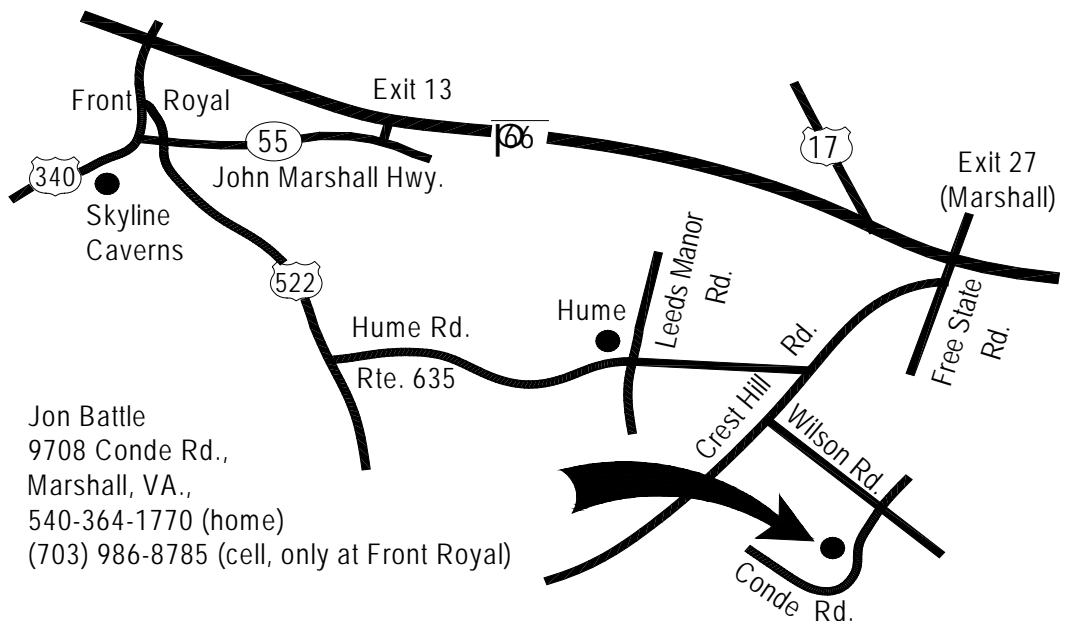 Exit 13
Front Royal
66
55
17
Exit 27
(Marshall)
340
John Marshall Hwy.
Skyline
Caverns
522
Leeds Manor
Rd.
Hume
Free State
Rd.
Hume Rd.
Rte. 635
Crest Hill Rd.
Wilson Rd.
Jon Battle
9708 Conde Rd.,
Marshall, VA.,
540-364-1770 (home)
(703) 986-8785 (cell, only at Front Royal)
Conde Rd.